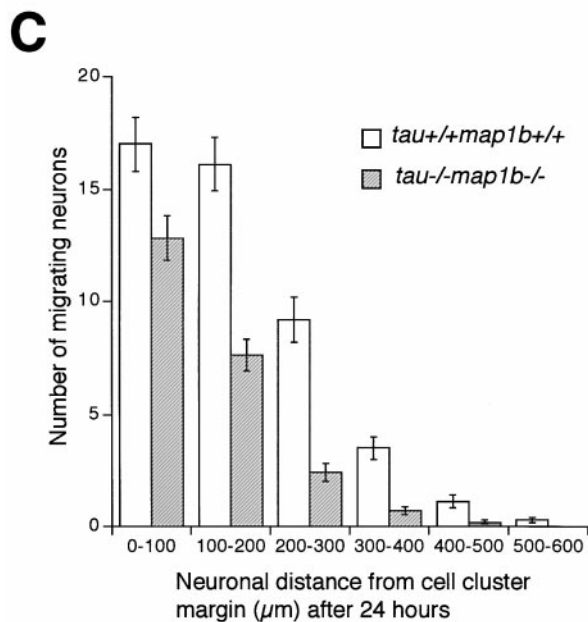 C
20
15
10
5
0
Number of migrating neurons
tau+/+map1b+/+
tau-/-map1b-/-
0-100 100-200 200-300 300-400 400-500 500-600
Neuronal distance from cell cluster
margin (μm) after 24 hours